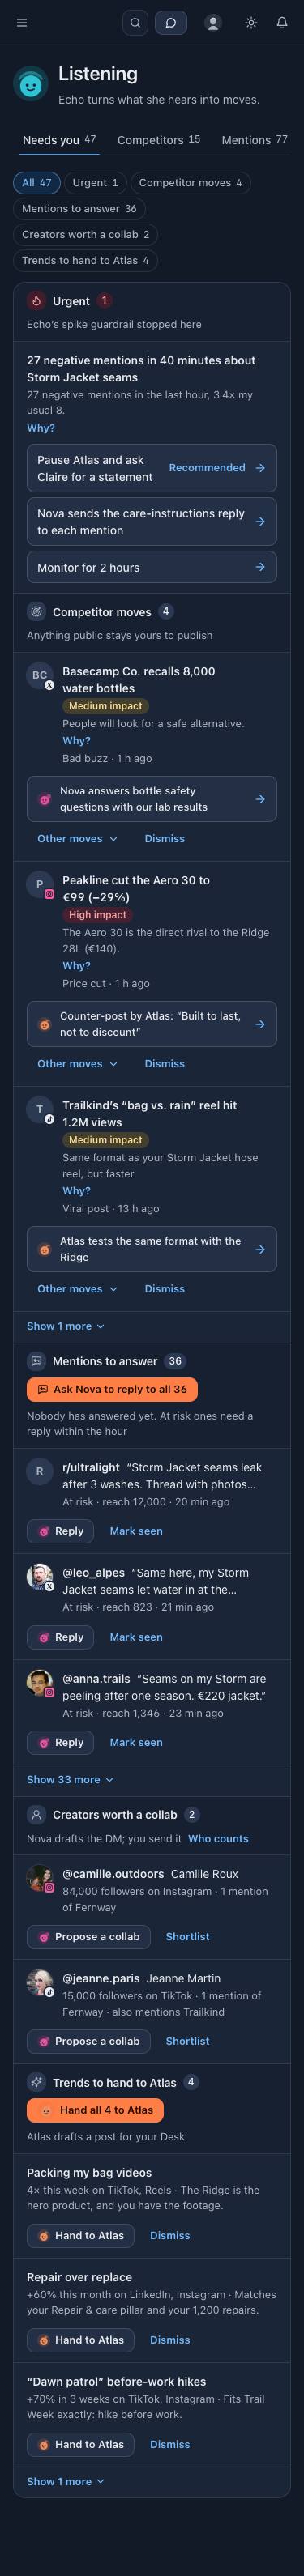 Listening
Echo turns what she hears into moves.
Needs you 47
Competitors 15
Mentions 77
All 47
Urgent 1
Competitor moves 4
Mentions to answer 36
Creators worth a collab 2
Trends to hand to Atlas 4
Urgent 1
Echo's spike guardrail stopped here
27 negative mentions in 40 minutes about
Storm Jacket seams
27 negative mentions in the last hour, 3.4× my
usual 8.
Why?
Pause Atlas and ask
Claire for a statement
Recommended
Nova sends the care-instructions reply
to each mention
Monitor for 2 hours
Competitor moves 4
Anything public stays yours to publish
BC
Basecamp Co. recalls 8,000
water bottles
Medium impact
People will look for a safe alternative.
Why?
Bad buzz · 1 h ago
Nova answers bottle safety
questions with our lab results
Other moves
Dismiss
P
Peakline cut the Aero 30 to
€99 (−29%)
High impact
The Aero 30 is the direct rival to the Ridge
28L (€140).
Why?
Price cut · 1 h ago
Counter-post by Atlas: “Built to last,
not to discount”
Other moves
Dismiss
T
Trailkind's “bag vs. rain” reel hit
1.2M views
Medium impact
Same format as your Storm Jacket hose
reel, but faster.
Why?
Viral post · 13 h ago
Atlas tests the same format with the
Ridge
Other moves
Dismiss
Show 1 more
Mentions to answer 36
Ask Nova to reply to all 36
Nobody has answered yet. At risk ones need a
reply within the hour
R
r/ultralight “Storm Jacket seams leak
after 3 washes. Thread with photos...
At risk · reach 12,000 · 20 min ago
Reply
Mark seen
@leo_alpes “Same here, my Storm
Jacket seams let water in at the...
At risk · reach 823 · 21 min ago
Reply
Mark seen
@anna.trails “Seams on my Storm are
peeling after one season. €220 jacket.”
At risk · reach 1,346 · 23 min ago
Reply
Mark seen
Show 33 more
Creators worth a collab 2
Nova drafts the DM; you send it Who counts
@camille.outdoors Camille Roux
84,000 followers on Instagram · 1 mention
of Fernway
Propose a collab
Shortlist
@jeanne.paris Jeanne Martin
15,000 followers on TikTok · 1 mention of
Fernway · also mentions Trailkind
Propose a collab
Shortlist
Trends to hand to Atlas 4
Hand all 4 to Atlas
Atlas drafts a post for your Desk
Packing my bag videos
4× this week on TikTok, Reels · The Ridge is the
hero product, and you have the footage.
Hand to Atlas
Dismiss
Repair over replace
+60% this month on LinkedIn, Instagram · Matches
your Repair & care pillar and your 1,200 repairs.
Hand to Atlas
Dismiss
“Dawn patrol” before-work hikes
+70% in 3 weeks on TikTok, Instagram · Fits Trail
Week exactly: hike before work.
Hand to Atlas
Dismiss
Show 1 more